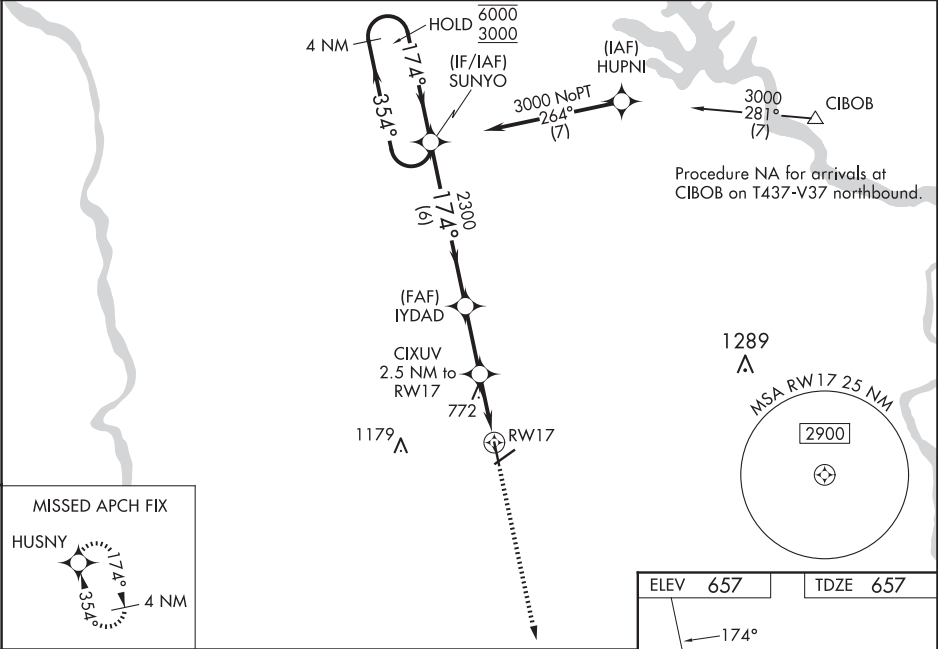 HOLD 6000
3000
4 NM
174°
354°
(IF/IAF)
SUNYO
(IAF)
HUPNI
3000 NoPT
264°
(7)
3000
281°
(7)
CIBOB
Procedure NA for arrivals at
CIBOB on T437-V37 northbound.
2300
174°
(6)
(FAF)
IYDAD
CIXUV
2.5 NM to
RW17
772
1179
RW17
1289
MSA RW17 25 NM
2900
MISSED APCH FIX
HUSNY
174°
354°
4 NM
ELEV 657
TDZE 657
174°